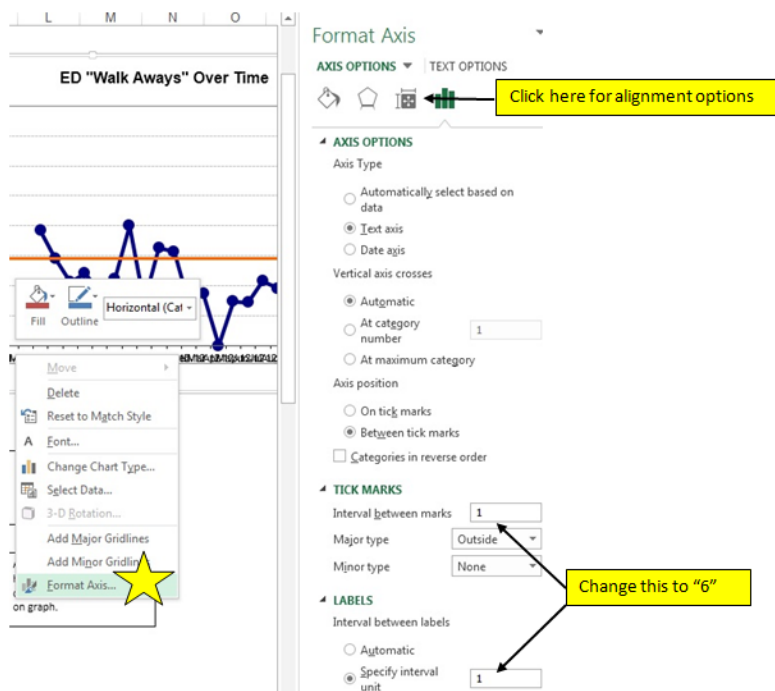 L M N O
ED "Walk Aways" Over Time
Fill
Outline
Horizontal (Cat
Move
Delete
Reset to Match Style
A Font...
Change Chart Type...
Select Data...
3-D Rotation...
Add Major Gridlines
Add Minor Gridlin
Format Axis...
on graph.
Format Axis
AXIS OPTIONS
TEXT OPTIONS
Click here for alignment options
AXIS OPTIONS
Axis Type
Automatically select based on
data
Text axis
Date axis
Vertical axis crosses
Automatic
At category
number
1
At maximum category
Axis position
On tick marks
Between tick marks
Categories in reverse order
TICK MARKS
Interval between marks 1
Major type Outside
Minor type None
Change this to “6”
LABELS
Interval between labels
Automatic
Specify interval
unit
1